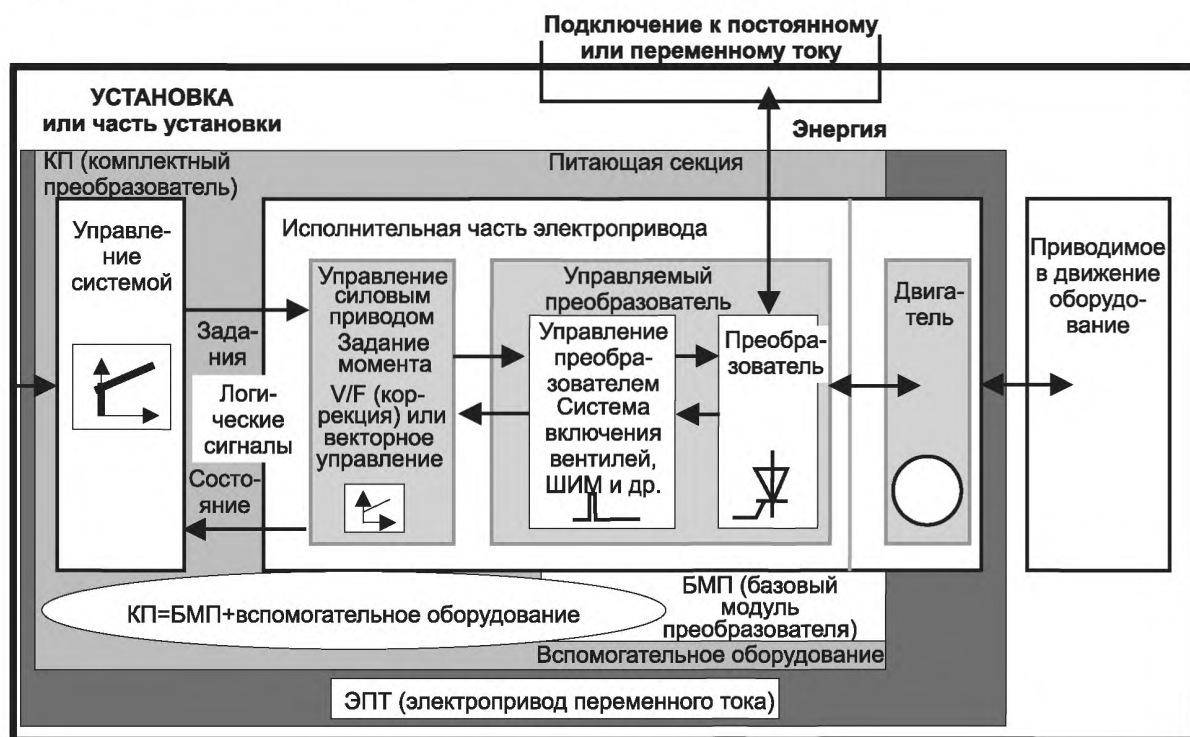 Подключение к постоянному
или переменному току
УСТАНОВКА
или часть установки
Энергия
КП (комплектный
преобразователь)
Питающая секция
Управле-
ние
системой
Зада-
ния
Логи-
ческие
сигналы
Состо-
яние
Исполнительная часть электропривода
Управление
силовым
приводом
Задание
момента
V/F (кор-
рекция) или
векторное
управление
Управляемый
преобразователь
Управление
преобра-
зователем
Система
включения
вентилей,
ШИМ и др.
Преобра-
зователь
Двига-
тель
Приводимое
в движение
оборудо-
вание
КП=БМП+вспомогательное оборудование
БМП (базовый
модуль
преобразователя)
Вспомогательное оборудование
ЭПТ (электропривод переменного тока)